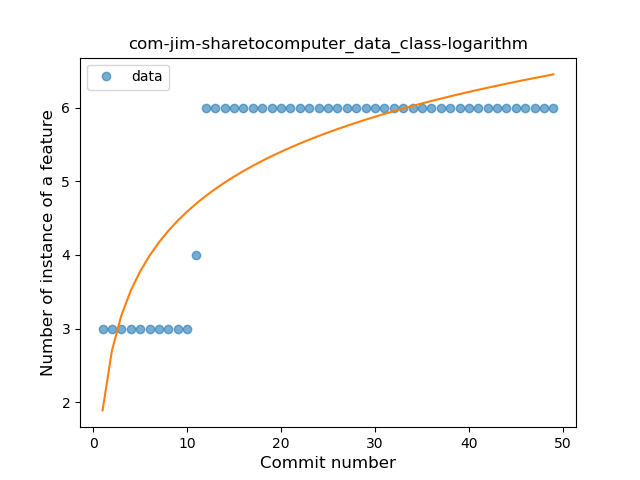 com-jim-sharetocomputer_data_class-logarithm
data
Number of instance of a feature
6
5
4
3
2
0 10 20 30 40 50
Commit number